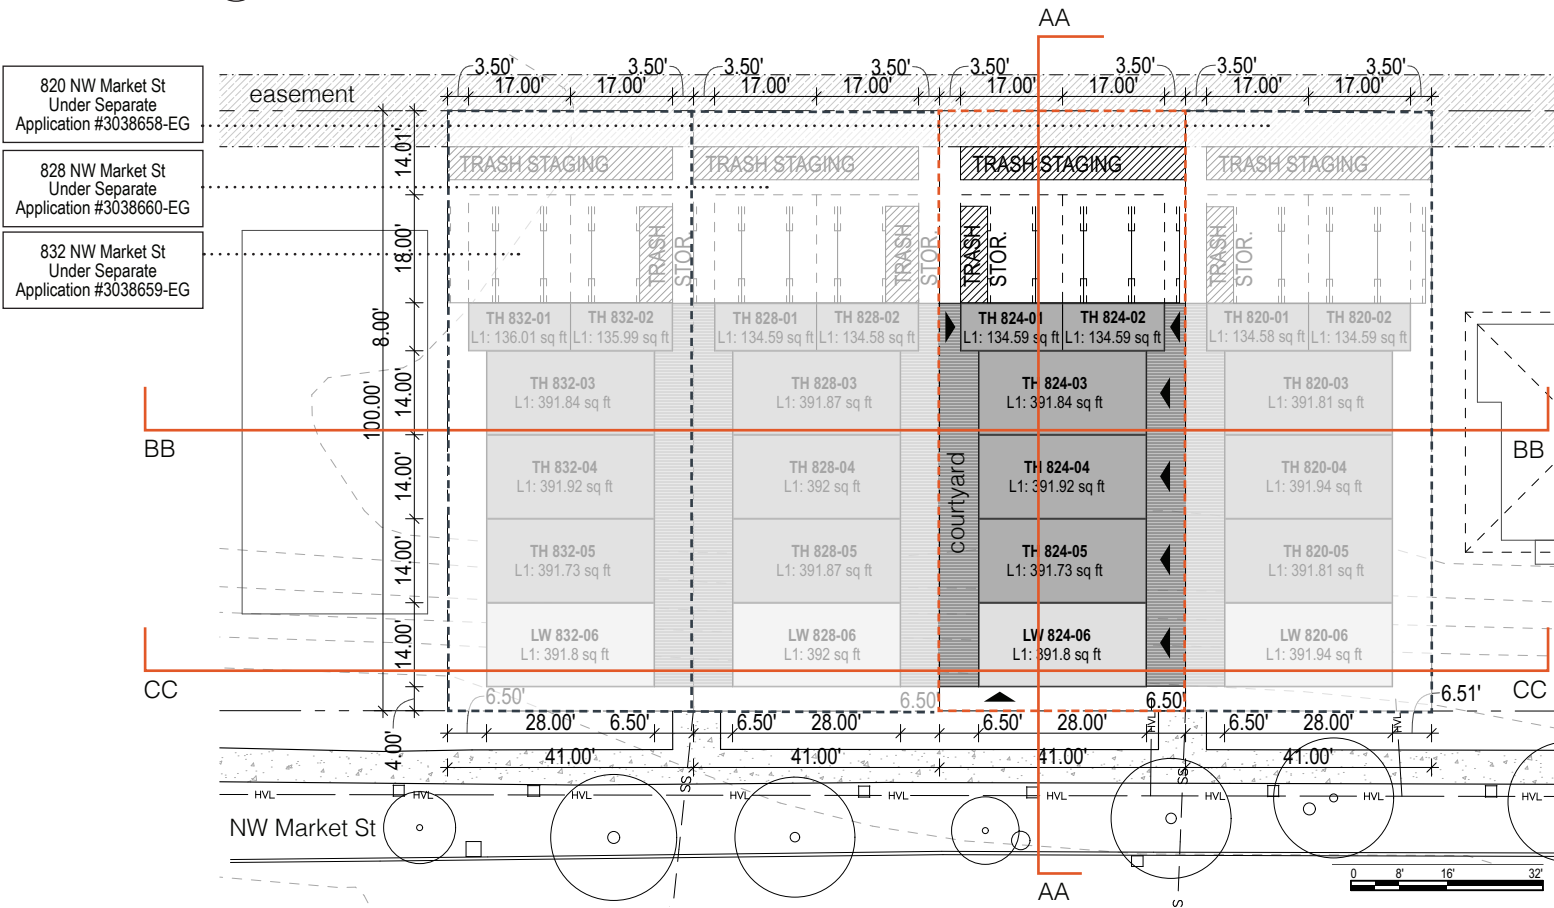 AA
3.50' 3.50' 3.50' 3.50' 3.50' 3.50' 3.50' 3.50'
17.00' 17.00' 17.00' 17.00' 17.00' 17.00' 17.00' 17.00'
820 NW Market St
Under Separate
Application #3038658-EG
828 NW Market St
Under Separate
Application #3038660-EG
832 NW Market St
Under Separate
Application #3038659-EG
easement
14.01'
18.00'
8.00'
100.00'
14.00'
14.00'
14.00'
14.00'
4.00'
TRASH STAGING TRASH STAGING TRASH STAGING TRASH STAGING
TRASH STOR. TRASH STOR. TRASH STOR. TRASH STOR.
TH 832-01 TH 832-02 TH 828-01 TH 828-02 TH 824-01 TH 824-02 TH 820-01 TH 820-02
L1: 136.01 sq ft L1: 135.99 sq ft L1: 134.59 sq ft L1: 134.58 sq ft L1: 134.59 sq ft L1: 134.59 sq ft L1: 134.58 sq ft L1: 134.59 sq ft
TH 832-03 TH 828-03 TH 824-03 TH 820-03
L1: 391.84 sq ft L1: 391.87 sq ft L1: 391.84 sq ft L1: 391.81 sq ft
BB BB
TH 832-04 TH 828-04 TH 824-04 TH 820-04
L1: 391.92 sq ft L1: 392 sq ft L1: 391.92 sq ft L1: 391.94 sq ft
courtyard
TH 832-05 TH 828-05 TH 824-05 TH 820-05
L1: 391.73 sq ft L1: 391.87 sq ft L1: 391.73 sq ft L1: 391.81 sq ft
LW 832-06 LW 828-06 LW 824-06 LW 820-06
L1: 391.8 sq ft L1: 392 sq ft L1: 391.8 sq ft L1: 391.94 sq ft
CC CC
6.50' 6.50' 6.50' 6.51'
28.00' 6.50' 6.50' 28.00' 6.50' 28.00' 6.50' 28.00'
HVL HVL
41.00' 41.00' 41.00' 41.00'
SS SS
HVL HVL HVL HVL HVL HVL HVL HVL HVL
NW Market St
AA
0 8' 16' 32'
S